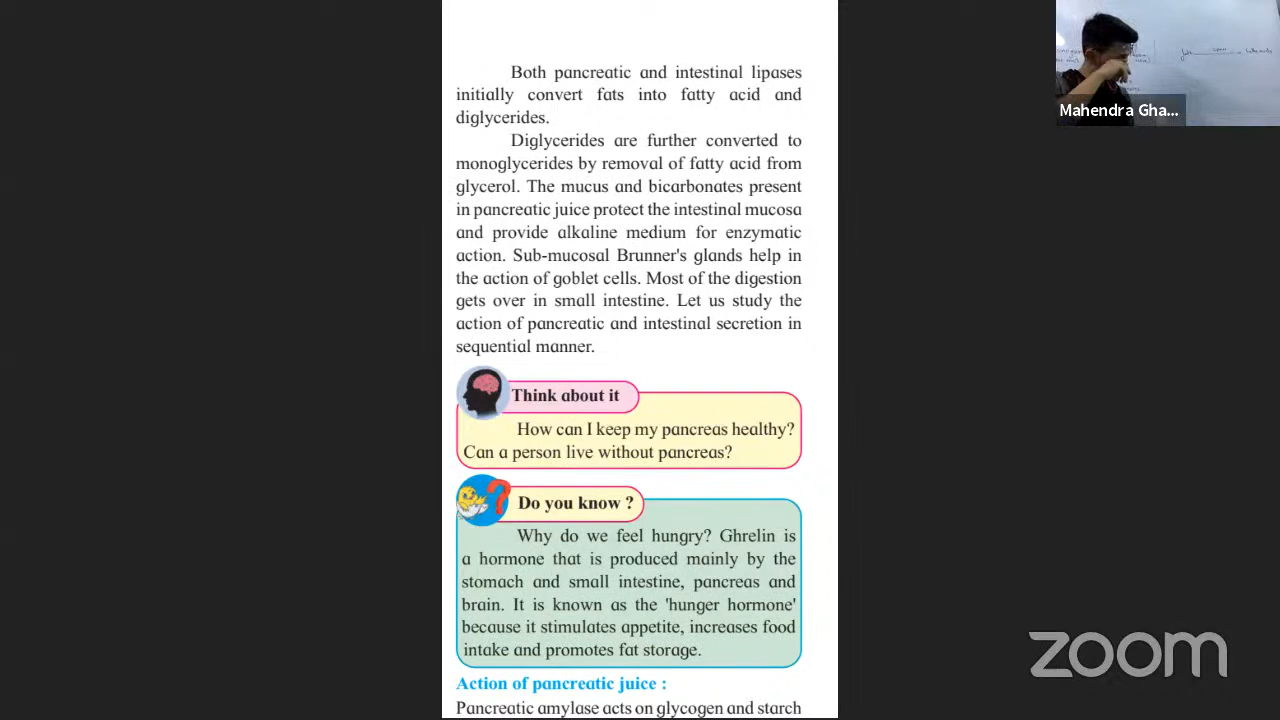 Both pancreatic and intestinal lipases
initially convert fats into fatty acid and
diglycerides.
Diglycerides are further converted to
monoglycerides by removal of fatty acid from
glycerol. The mucus and bicarbonates present
in pancreatic juice protect the intestinal mucosa
and provide alkaline medium for enzymatic
action. Sub-mucosal Brunner's glands help in
the action of goblet cells. Most of the digestion
gets over in small intestine. Let us study the
action of pancreatic and intestinal secretion in
sequential manner.
Think about it
How can I keep my pancreas healthy?
Can a person live without pancreas?
Do you know ?
Why do we feel hungry? Ghrelin is
a hormone that is produced mainly by the
stomach and small intestine, pancreas and
brain. It is known as the 'hunger hormone'
because it stimulates appetite, increases food
intake and promotes fat storage.
Action of pancreatic juice :
Pancreatic amylase acts on glycogen and starch
Mahendra Gha...
zoom